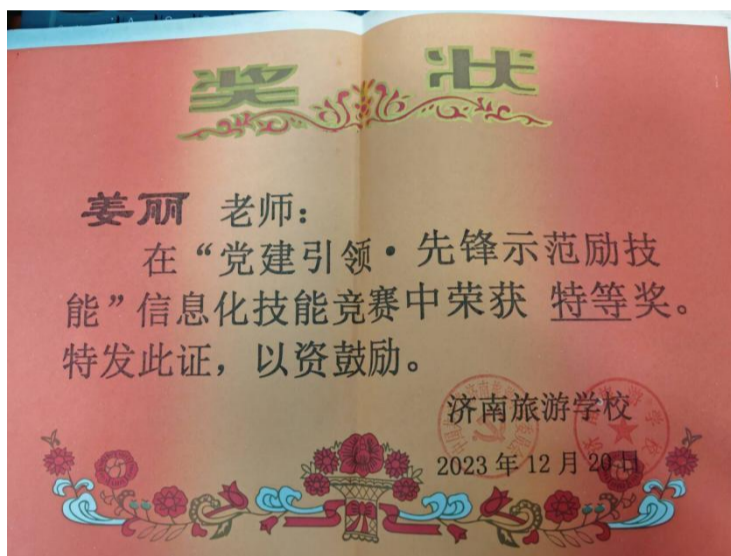 奖状
姜丽 老师：
在“党建引领·先锋示范励技
能”信息化技能竞赛中荣获 特等奖。
特发此证，以资鼓励。
济南旅游学校
2023年12月20日